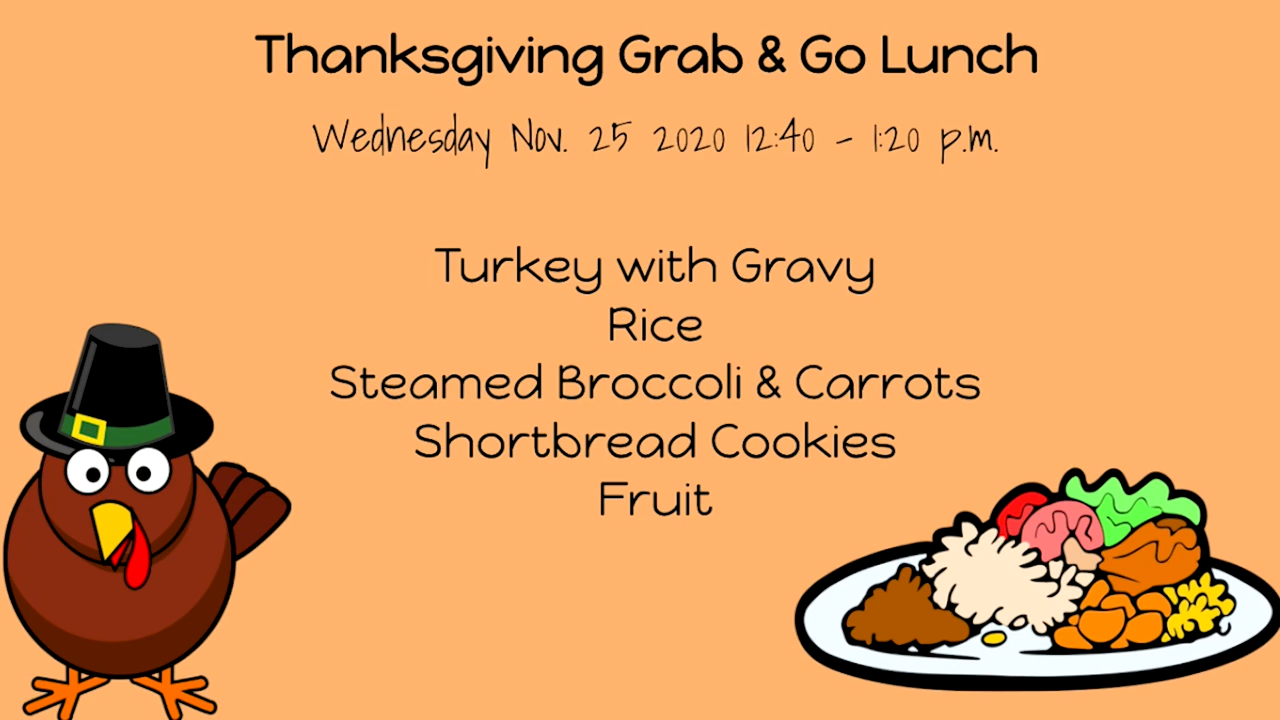 Thanksgiving Grab & Go Lunch
Wednesday Nov. 25 2020 12:40 - 1:20 p.m.
Turkey with Gravy
Rice
Steamed Broccoli & Carrots
Shortbread Cookies
Fruit